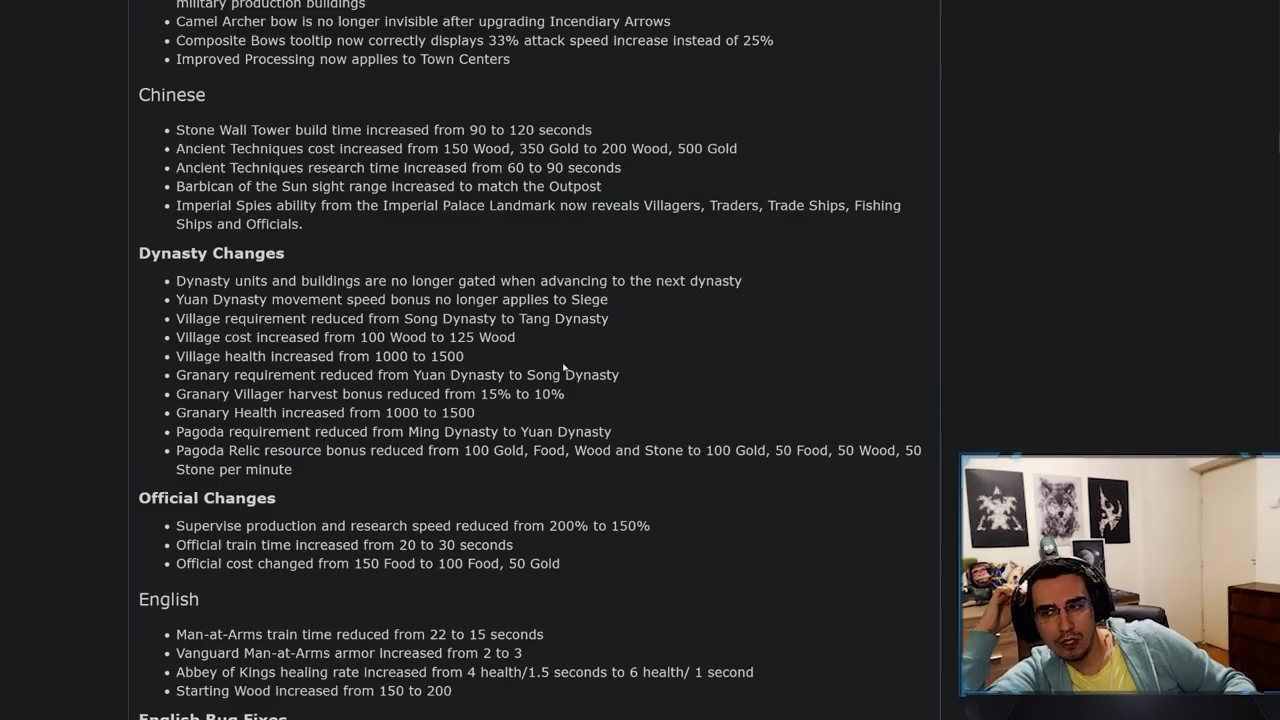 military production buildings
• Camel Archer bow is no longer invisible after upgrading Incendiary Arrows
• Composite Bows tooltip now correctly displays 33% attack speed increase instead of 25%
• Improved Processing now applies to Town Centers
Chinese
• Stone Wall Tower build time increased from 90 to 120 seconds
• Ancient Techniques cost increased from 150 Wood, 350 Gold to 200 Wood, 500 Gold
• Ancient Techniques research time increased from 60 to 90 seconds
• Barbican of the Sun sight range increased to match the Outpost
• Imperial Spies ability from the Imperial Palace Landmark now reveals Villagers, Traders, Trade Ships, Fishing
Ships and Officials.
Dynasty Changes
• Dynasty units and buildings are no longer gated when advancing to the next dynasty
• Yuan Dynasty movement speed bonus no longer applies to Siege
• Village requirement reduced from Song Dynasty to Tang Dynasty
• Village cost increased from 100 Wood to 125 Wood
• Village health increased from 1000 to 1500
• Granary requirement reduced from Yuan Dynasty to Song Dynasty
• Granary Villager harvest bonus reduced from 15% to 10%
• Granary Health increased from 1000 to 1500
• Pagoda requirement reduced from Ming Dynasty to Yuan Dynasty
• Pagoda Relic resource bonus reduced from 100 Gold, Food, Wood and Stone to 100 Gold, 50 Food, 50 Wood, 50
Stone per minute
Official Changes
• Supervise production and research speed reduced from 200% to 150%
• Official train time increased from 20 to 30 seconds
• Official cost changed from 150 Food to 100 Food, 50 Gold
English
• Man-at-Arms train time reduced from 22 to 15 seconds
• Vanguard Man-at-Arms armor increased from 2 to 3
• Abbey of Kings healing rate increased from 4 health/1.5 seconds to 6 health/ 1 second
• Starting Wood increased from 150 to 200
English Bug Fixes